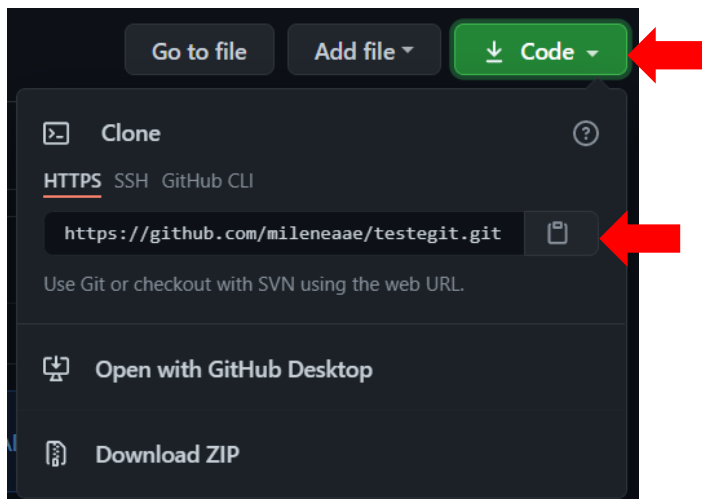 Go to file Add file Code
Clone
HTTPS SSH GitHub CLI
https://github.com/mileneaae/testegit.git
Use Git or checkout with SVN using the web URL.
Open with GitHub Desktop
Download ZIP